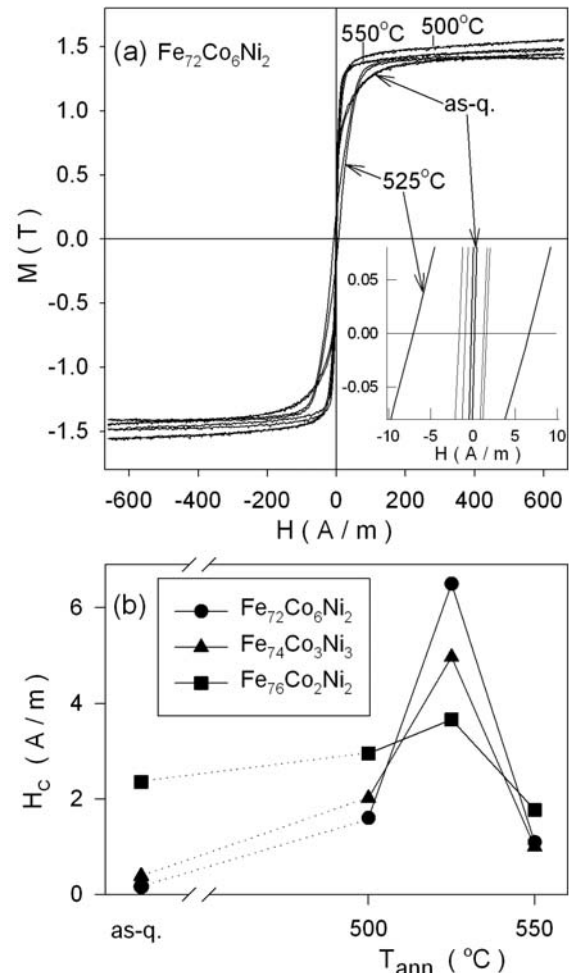 (a) Fe₇₂Co₆Ni₂
550°C
500°C
as-q.
525°C
M ( T )
1.5
1.0
0.5
0.0
-0.5
-1.0
-1.5
0.05
0.00
-0.05
-10 -5 0 5 10
H ( A / m )
-600 -400 -200 0 200 400 600
H ( A / m )
(b)
Fe₇₂Co₆Ni₂
Fe₇₄Co₃Ni₃
Fe₇₆Co₂Ni₂
H_C ( A / m )
6
4
2
0
as-q. 500 550
T_ann ( °C )